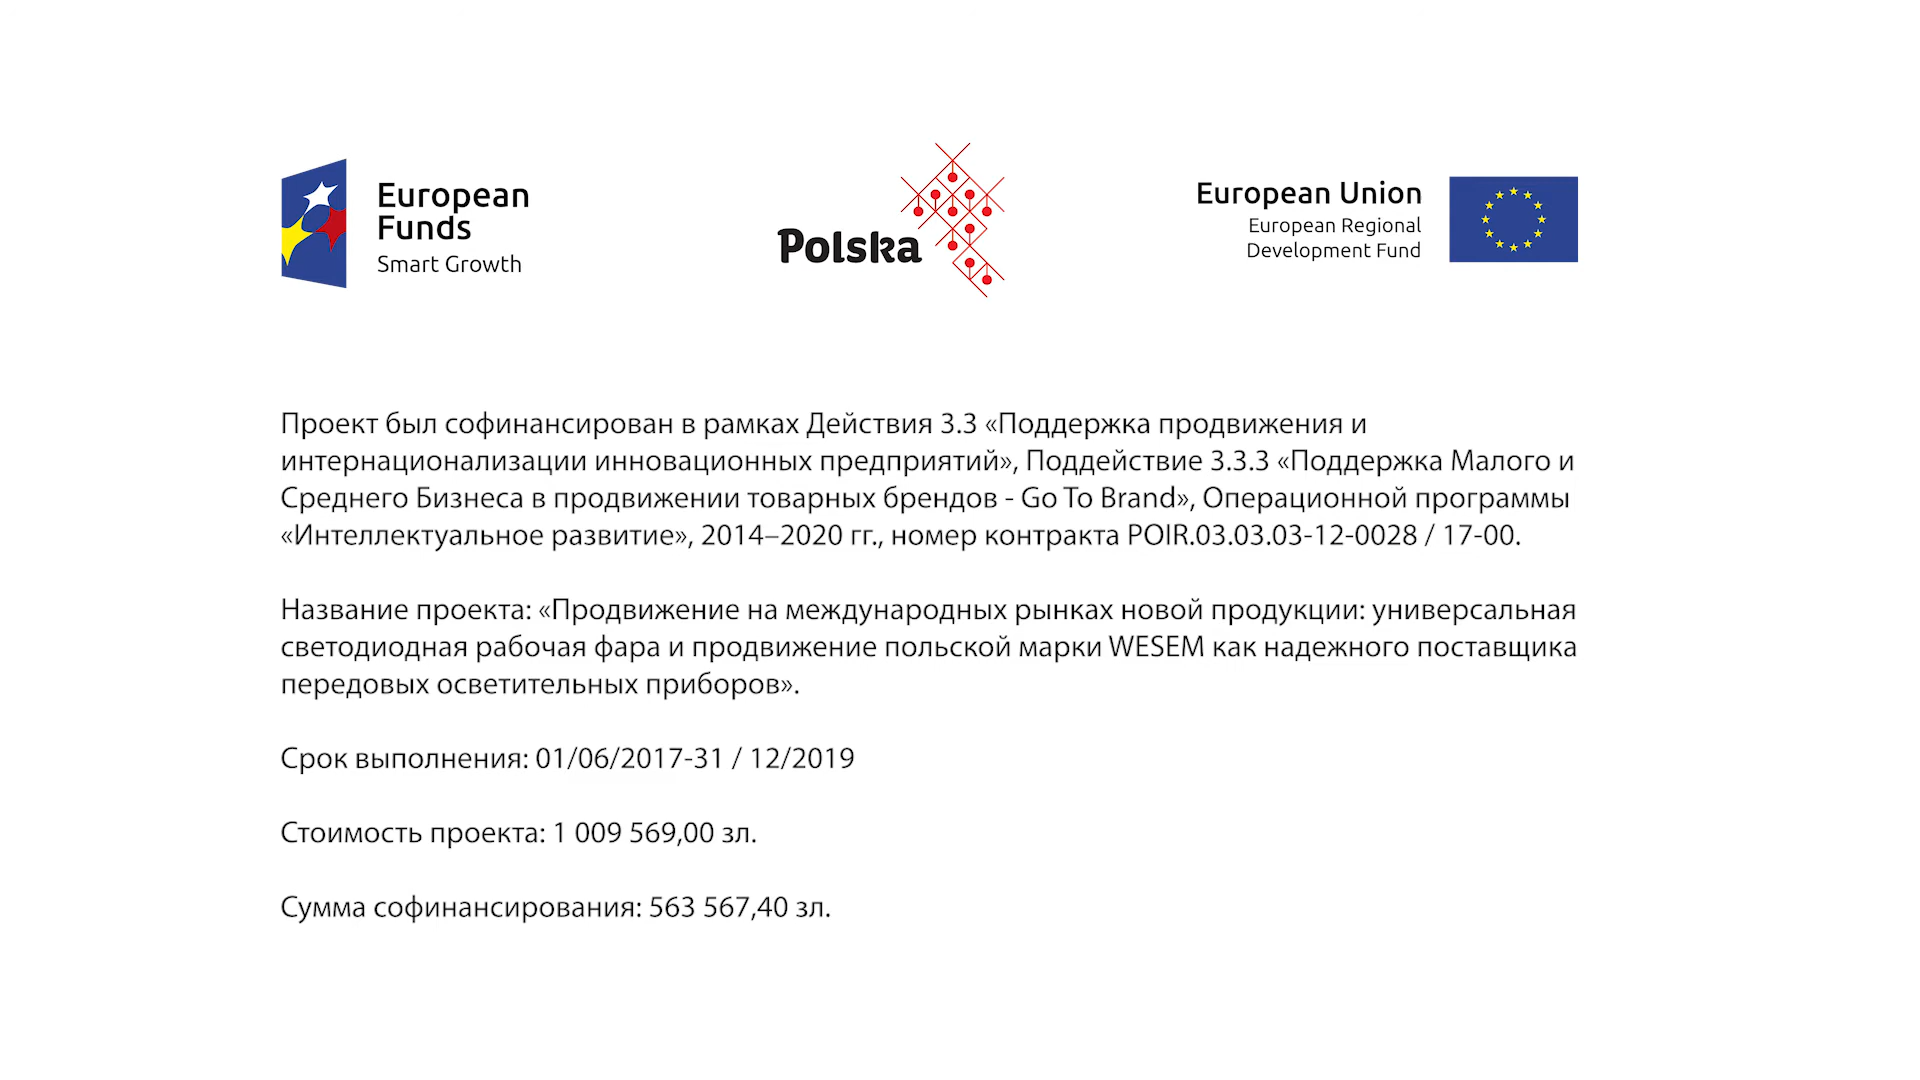 European
Funds
Smart Growth
Polska
European Union
European Regional
Development Fund
Проект был софинансирован в рамках Действия 3.3 «Поддержка продвижения и
интернационализации инновационных предприятий», Поддействие 3.3.3 «Поддержка Малого и
Среднего Бизнеса в продвижении товарных брендов - Go To Brand», Операционной программы
«Интеллектуальное развитие», 2014–2020 гг., номер контракта POIR.03.03.03-12-0028 / 17-00.
Название проекта: «Продвижение на международных рынках новой продукции: универсальная
светодиодная рабочая фара и продвижение польской марки WESEM как надежного поставщика
передовых осветительных приборов».
Срок выполнения: 01/06/2017-31 / 12/2019
Стоимость проекта: 1 009 569,00 зл.
Сумма софинансирования: 563 567,40 зл.